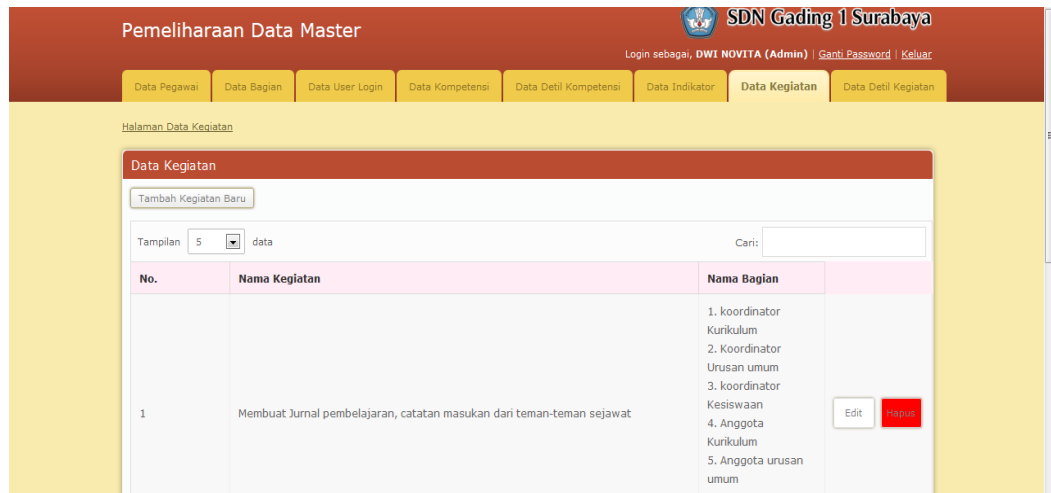 Pemeliharaan Data Master
SDN Gading 1 Surabaya
Login sebagai, DWI NOVITA (Admin) | Ganti Password | Keluar
Data Pegawai
Data Bagian
Data User Login
Data Kompetensi
Data Detil Kompetensi
Data Indikator
Data Kegiatan
Data Detil Kegiatan
Halaman Data Kegiatan
Data Kegiatan
Tambah Kegiatan Baru
Tampilan 5 data
Cari:
No.
Nama Kegiatan
Nama Bagian
1
Membuat Jurnal pembelajaran, catatan masukan dari teman-teman sejawat
1. koordinator
Kurikulum
2. Koordinator
Urusan umum
3. koordinator
Kesiswaan
4. Anggota
Kurikulum
5. Anggota urusan
umum
Edit
Hapus